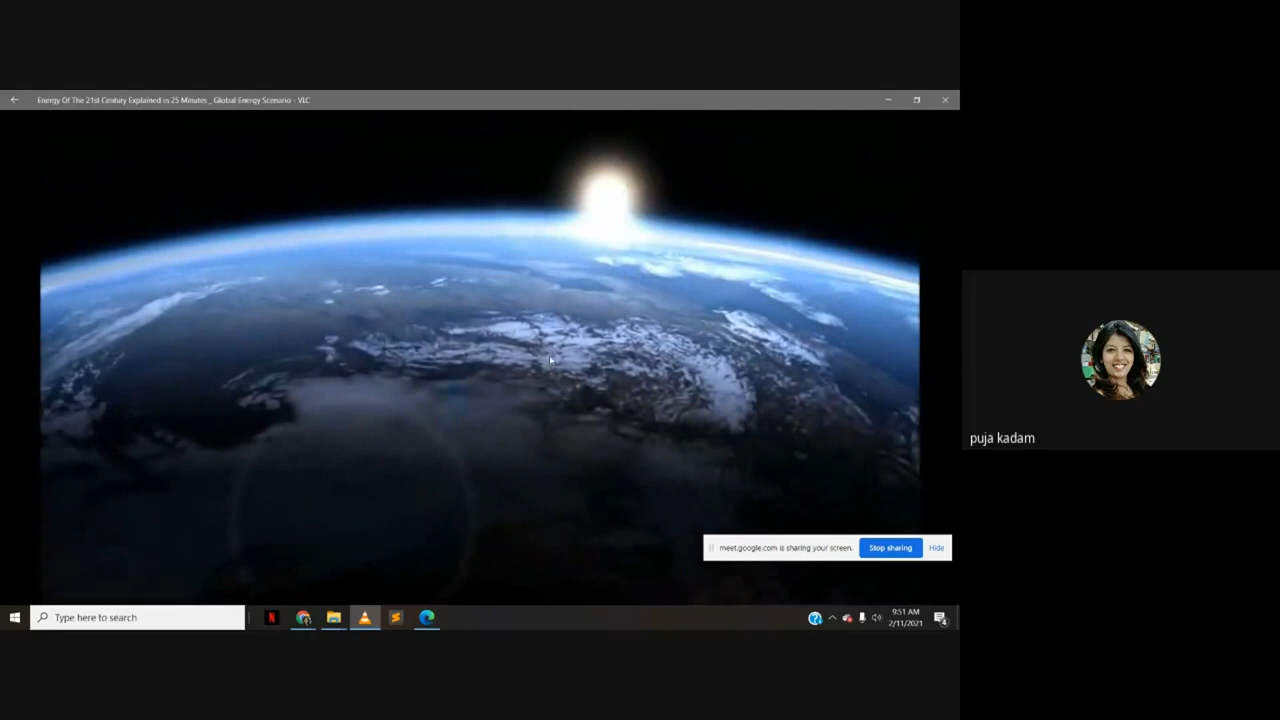 Energy Of The 21st Century Explained in 25 Minutes _ Global Energy Scenario - VLC
puja kadam
meet.google.com is sharing your screen.
Stop sharing
Hide
Type here to search
N
9:51 AM
2/11/2021
4